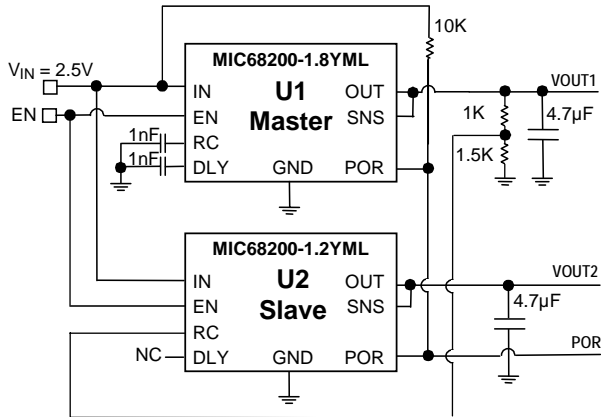 10K
MIC68200-1.8YML
VIN = 2.5V
IN
U1
OUT
VOUT1
EN
EN
Master
SNS
1K
4.7µF
1nF
RC
1nF
DLY
GND
POR
1.5K
MIC68200-1.2YML
IN
U2
OUT
VOUT2
EN
Slave
SNS
4.7µF
RC
NC
DLY
GND
POR
POR